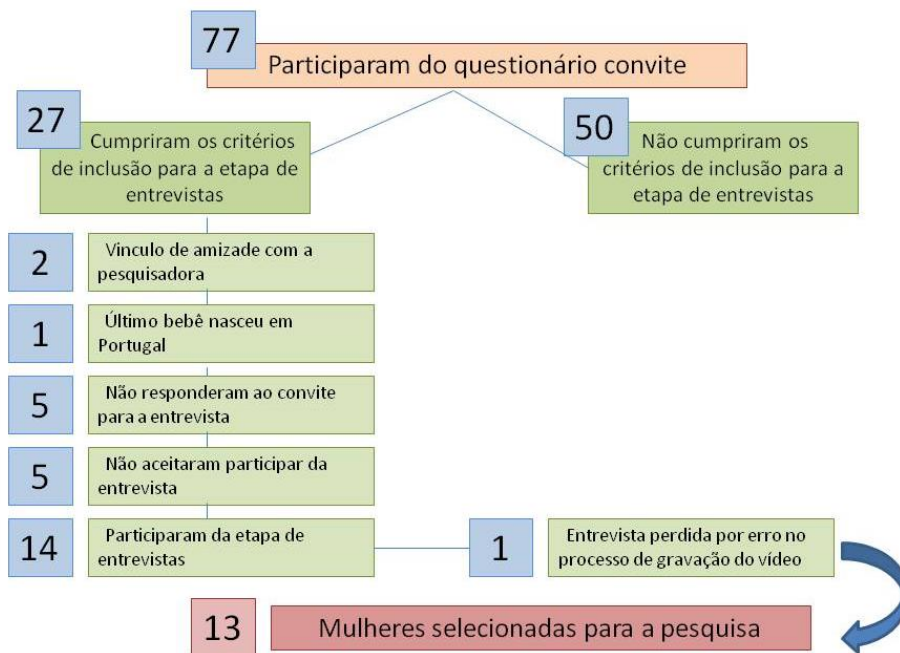 77
Participaram do questionário convite
27
Cumpriram os critérios
de inclusão para a etapa de
entrevistas
50
Não cumpriram os
critérios de inclusão para a
etapa de entrevistas
2
Vinculo de amizade com a
pesquisadora
1
Último bebê nasceu em
Portugal
5
Não responderam ao convite
para a entrevista
5
Não aceitaram participar da
entrevista
14
Participaram da etapa de
entrevistas
1
Entrevista perdida por erro no
processo de gravação do vídeo
13
Mulheres selecionadas para a pesquisa